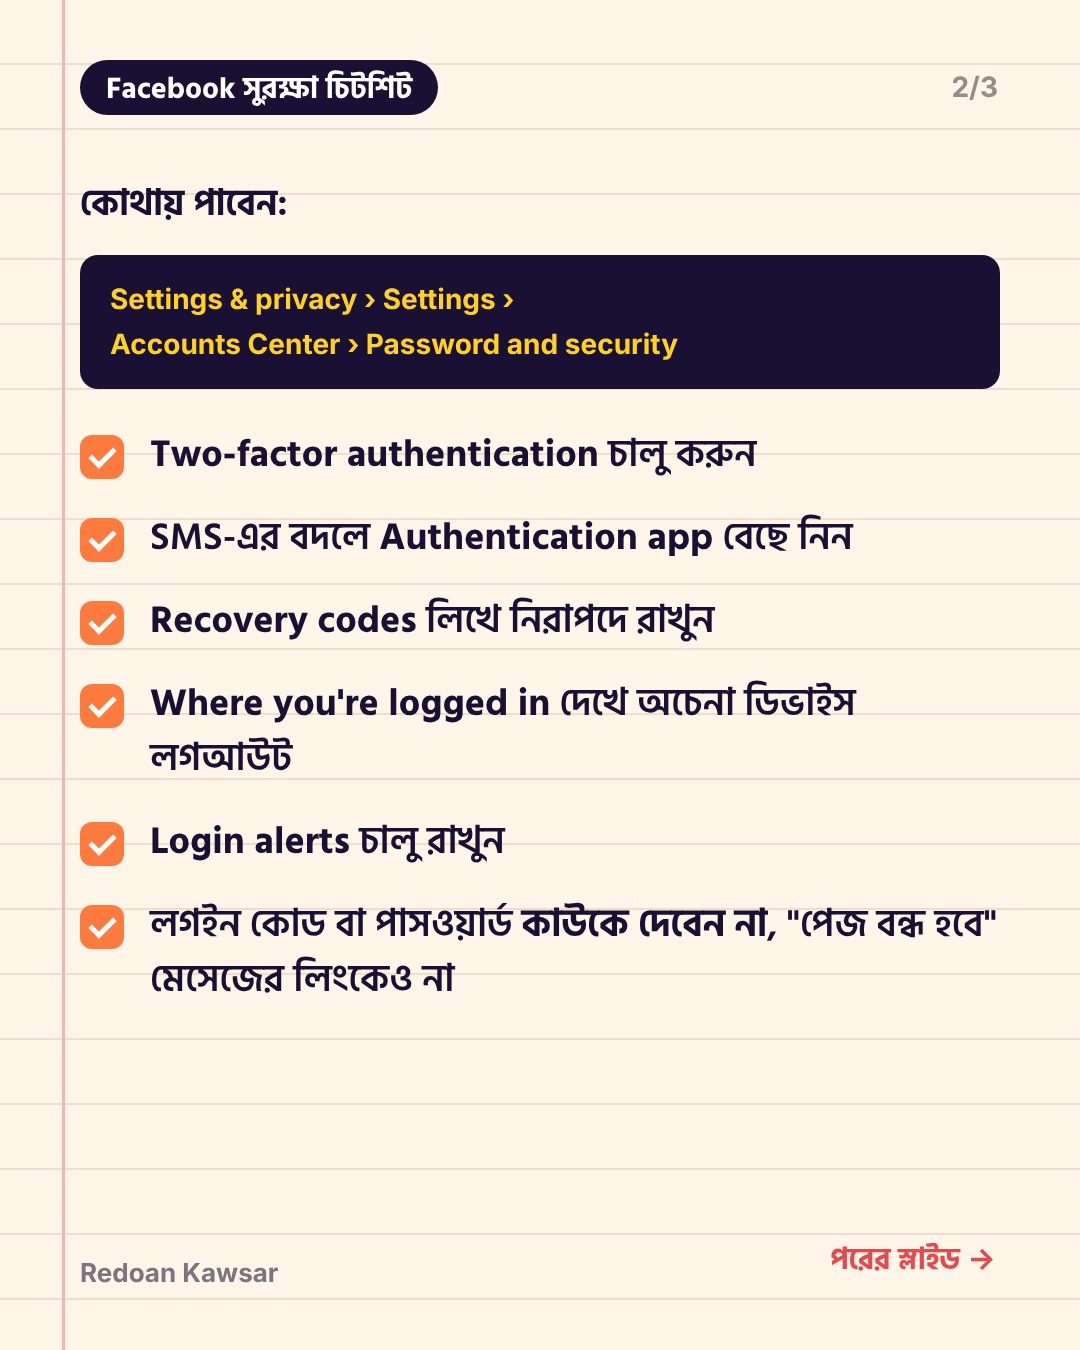 Facebook সুরক্ষা চিটশিট
2/3
কোথায় পাবেন:
Settings & privacy › Settings ›
Accounts Center › Password and security
Two-factor authentication চালু করুন
SMS-এর বদলে Authentication app বেছে নিন
Recovery codes লিখে নিরাপদে রাখুন
Where you're logged in দেখে অচেনা ডিভাইস
লগআউট
Login alerts চালু রাখুন
লগইন কোড বা পাসওয়ার্ড কাউকে দেবেন না, "পেজ বন্ধ হবে"
মেসেজের লিংকেও না
Redoan Kawsar
পরের স্লাইড →